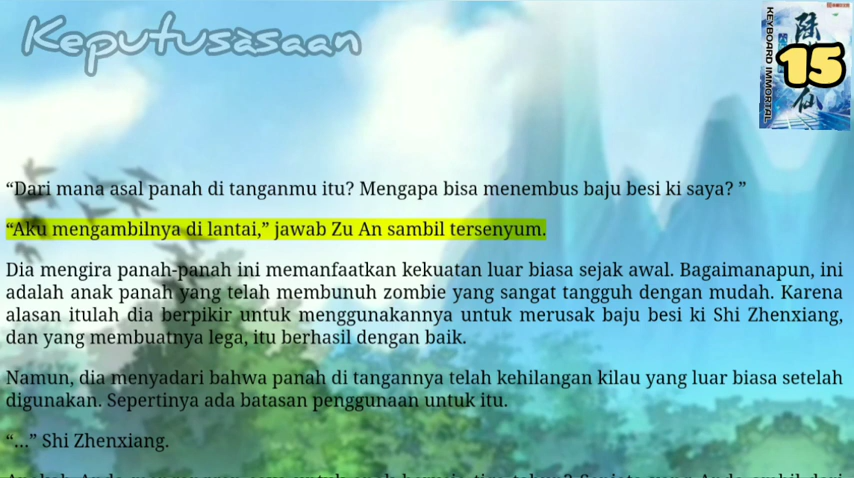 Keputusàsaan
KEYBOARD IMMORTAL
15
“Dari mana asal panah di tanganmu itu? Mengapa bisa menembus baju besi ki saya? ”
“Aku mengambilnya di lantai,” jawab Zu An sambil tersenyum.
Dia mengira panah-panah ini memanfaatkan kekuatan luar biasa sejak awal. Bagaimanapun, ini
adalah anak panah yang telah membunuh zombie yang sangat tangguh dengan mudah. Karena
alasan itulah dia berpikir untuk menggunakannya untuk merusak baju besi ki Shi Zhenxiang,
dan yang membuatnya lega, itu berhasil dengan baik.
Namun, dia menyadari bahwa panah di tangannya telah kehilangan kilau yang luar biasa setelah
digunakan. Sepertinya ada batasan penggunaan untuk itu.
“…” Shi Zhenxiang.